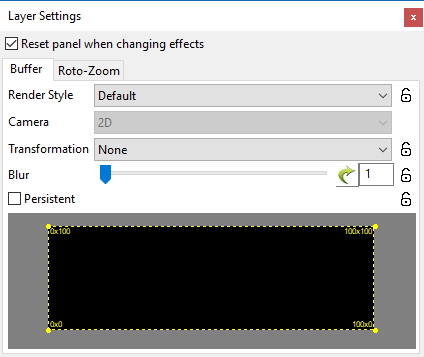 Layer Settings
Reset panel when changing effects
Buffer Roto-Zoom
Render Style Default
Camera 2D
Transformation None
Blur 1
Persistent
0x100 100x100
0x0 100x0